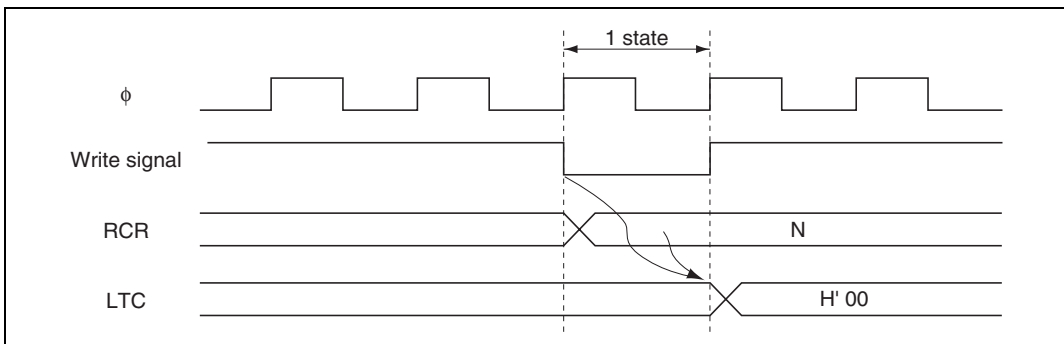 1 state
ϕ
Write signal
RCR
N
LTC
H' 00